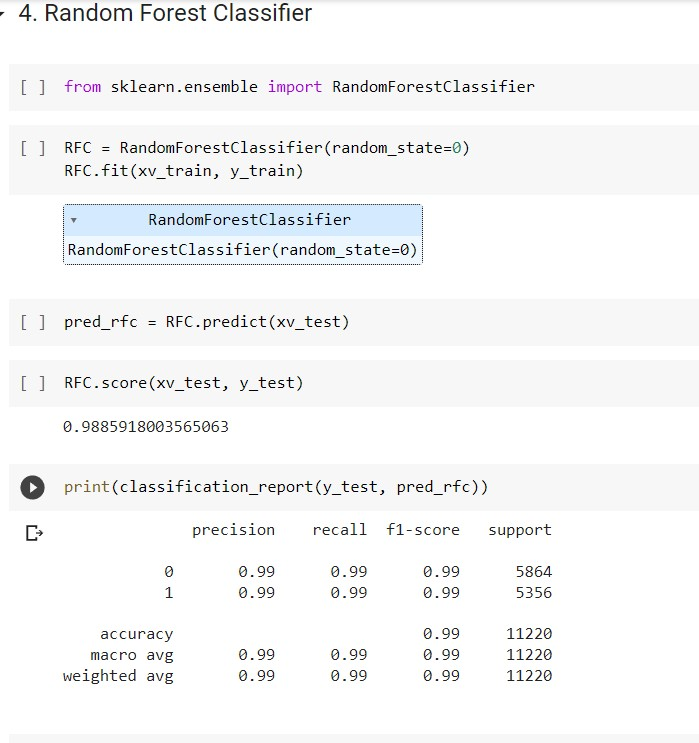 4. Random Forest Classifier
[ ] from sklearn.ensemble import RandomForestClassifier
[ ] RFC = RandomForestClassifier(random_state=0)
RFC.fit(xv_train, y_train)
RandomForestClassifier
RandomForestClassifier(random_state=0)
[ ] pred_rfc = RFC.predict(xv_test)
[ ] RFC.score(xv_test, y_test)
0.9885918003565063
print(classification_report(y_test, pred_rfc))
precision recall f1-score support
0 0.99 0.99 0.99 5864
1 0.99 0.99 0.99 5356
accuracy 0.99 11220
macro avg 0.99 0.99 0.99 11220
weighted avg 0.99 0.99 0.99 11220